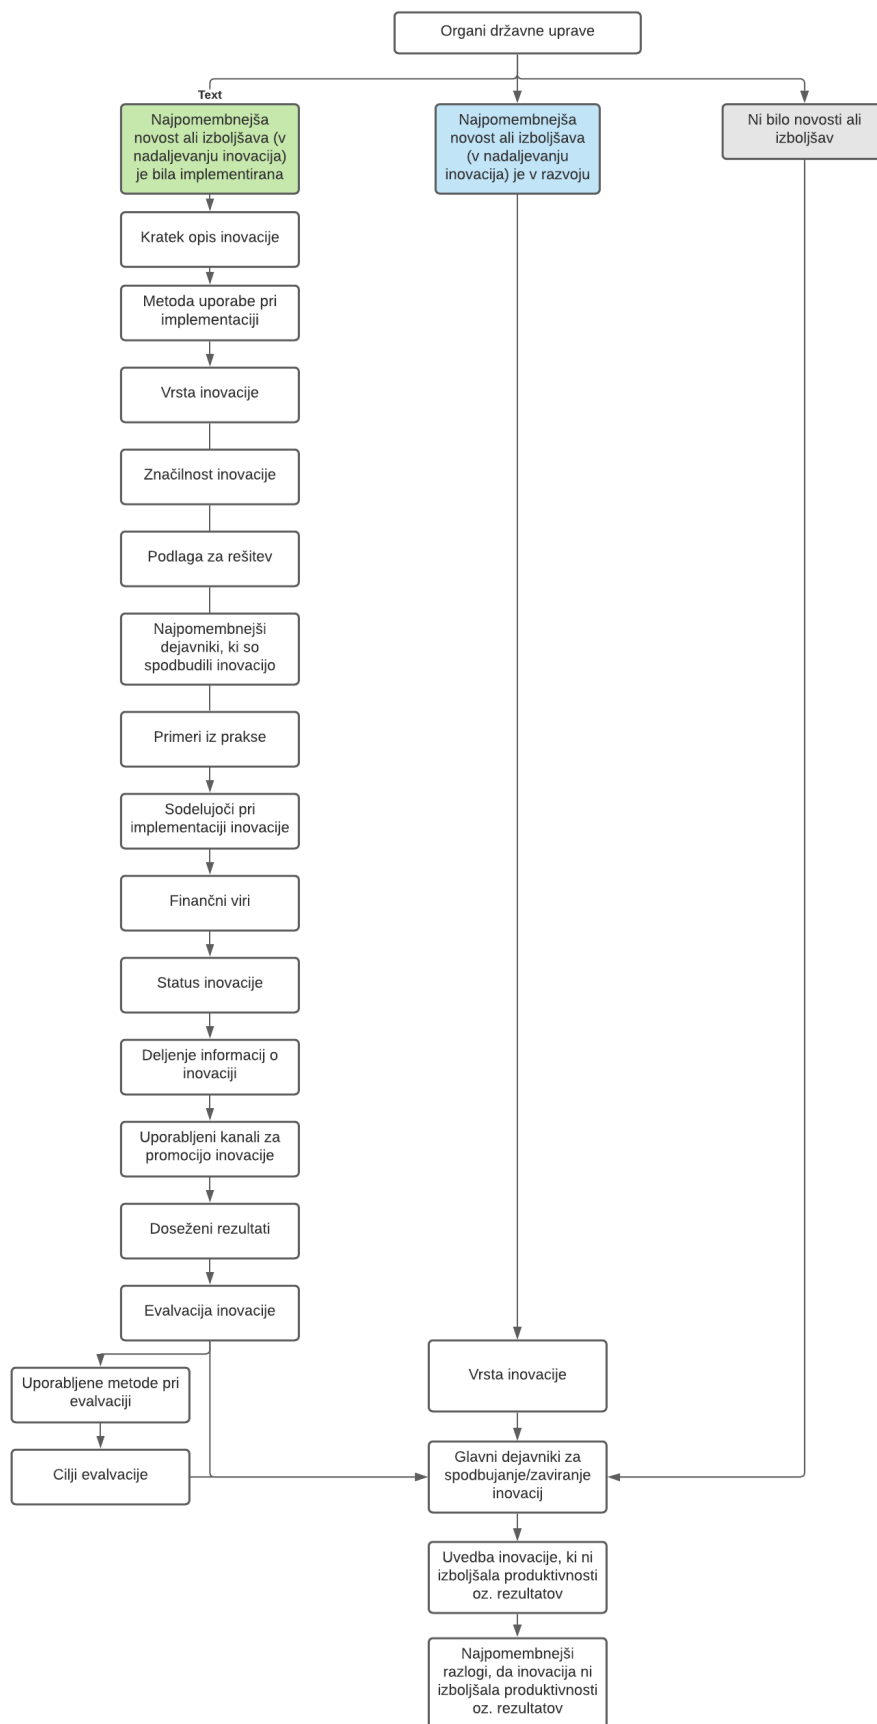 Organi državne uprave
Text
Najpomembnejša
novost ali izboljšava (v
nadaljevanju inovacija)
je bila implementirana
Najpomembnejša
novost ali izboljšava
(v nadaljevanju
inovacija) je v razvoju
Ni bilo novosti ali
izboljšav
Kratek opis inovacije
Metoda uporabe pri
implementaciji
Vrsta inovacije
Značilnost inovacije
Podlaga za rešitev
Najpomembnejši
dejavniki, ki so
spodbudili inovacijo
Primeri iz prakse
Sodelujoči pri
implementaciji inovacije
Finančni viri
Status inovacije
Deljenje informacij o
inovaciji
Uporabljeni kanali za
promocijo inovacije
Doseženi rezultati
Evalvacija inovacije
Uporabljene metode pri
evalvaciji
Cilji evalvacije
Vrsta inovacije
Glavni dejavniki za
spodbujanje/zaviranje
inovacij
Uvedba inovacije, ki ni
izboljšala produktivnosti
oz. rezultatov
Najpomembnejši
razlogi, da inovacija ni
izboljšala produktivnosti
oz. rezultatov